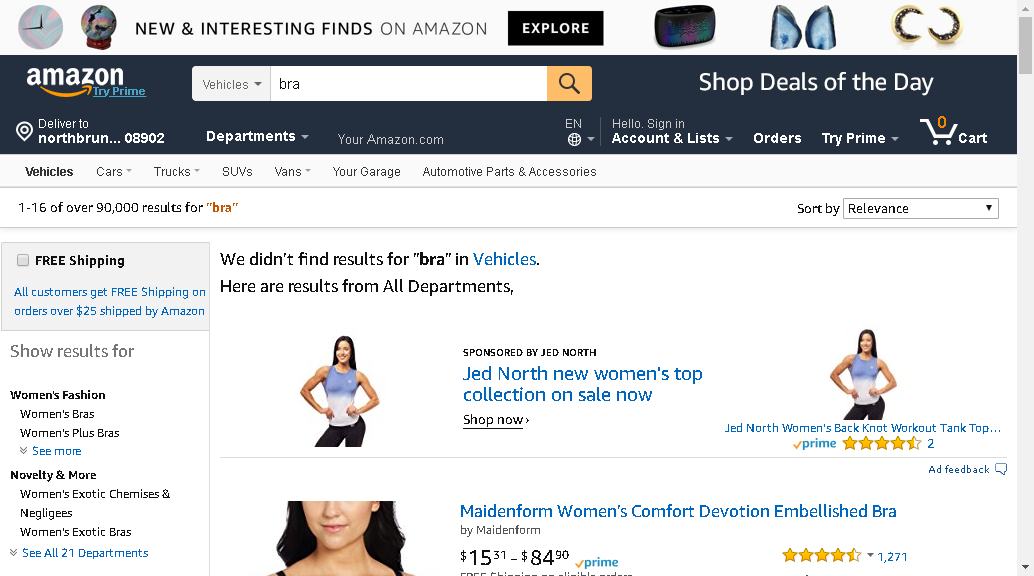 NEW & INTERESTING FINDS ON AMAZON EXPLORE
amazon
Try Prime
Vehicles
bra
Shop Deals of the Day
Deliver to
northbrun... 08902
Departments
Your Amazon.com
EN
Hello. Sign in
Account & Lists
Orders
Try Prime
0
Cart
Vehicles Cars Trucks SUVs Vans Your Garage Automotive Parts & Accessories
1-16 of over 90,000 results for "bra"
Sort by Relevance
FREE Shipping
All customers get FREE Shipping on
orders over $25 shipped by Amazon
Show results for
Women's Fashion
Women's Bras
Women's Plus Bras
See more
Novelty & More
Women's Exotic Chemises &
Negligees
Women's Exotic Bras
See All 21 Departments
We didn't find results for "bra" in Vehicles.
Here are results from All Departments,
SPONSORED BY JED NORTH
Jed North new women's top
collection on sale now
Shop now ›
Jed North Women's Back Knot Workout Tank Top...
prime 2
Ad feedback
Maidenform Women's Comfort Devotion Embellished Bra
by Maidenform
$15 31 - $84 90 prime
1,271
FREE Shipping on eligible orders